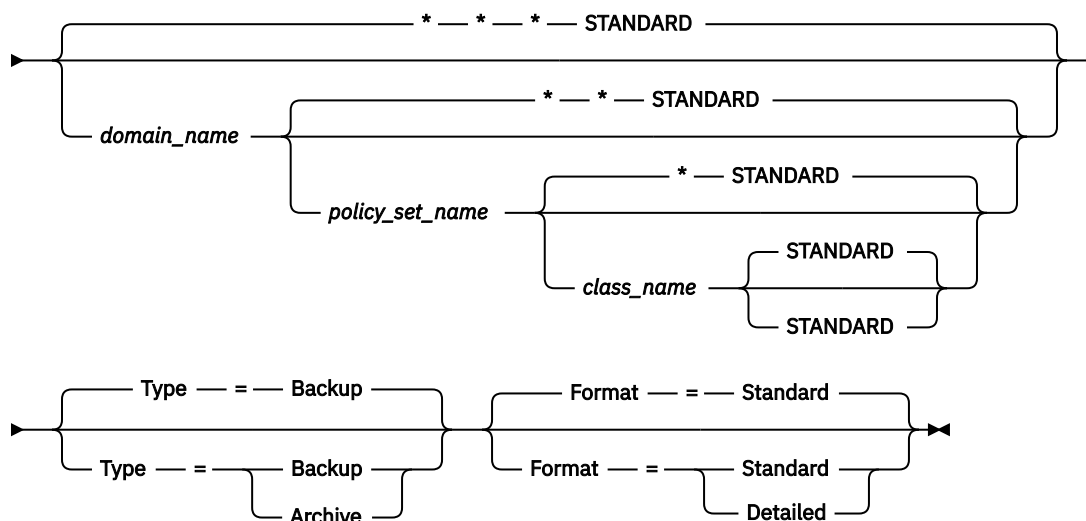 * * * STANDARD
* * STANDARD
domain_name
* STANDARD
policy_set_name
STANDARD
class_name
STANDARD
Type = Backup Format = Standard
Type = Backup Format = Standard
Archive Detailed